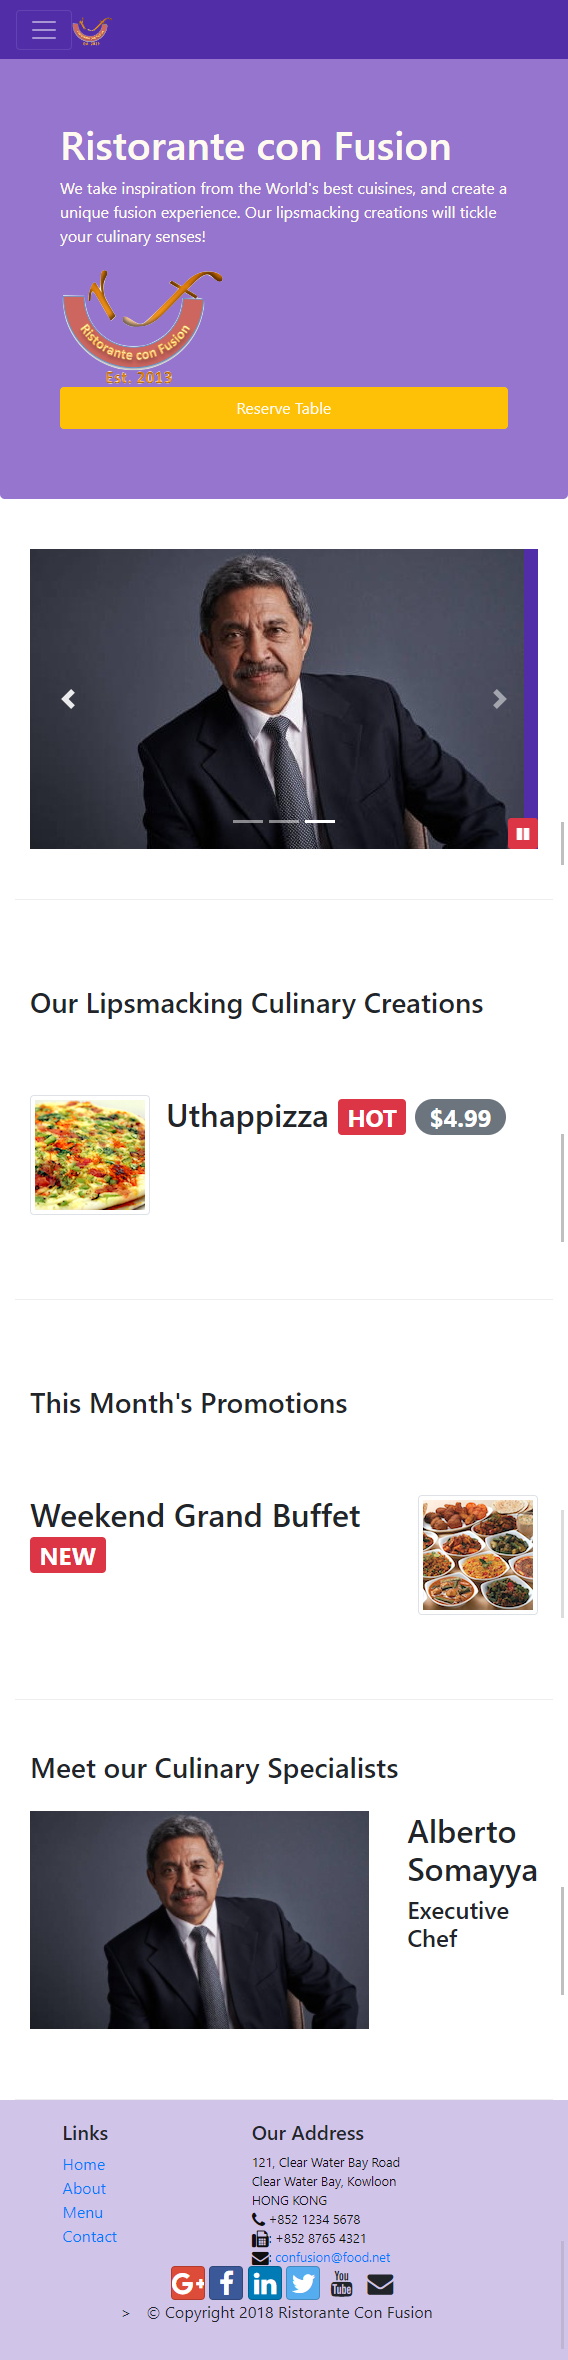 Ristorante con Fusion
We take inspiration from the World's best cuisines, and create a
unique fusion experience. Our lipsmacking creations will tickle
your culinary senses!
Ristorante con Fusion
Est. 2013
Reserve Table
Our Lipsmacking Culinary Creations
Uthappizza HOT $4.99
This Month's Promotions
Weekend Grand Buffet
NEW
Meet our Culinary Specialists
Alberto
Somayya
Executive
Chef
Links
Home
About
Menu
Contact
Our Address
121, Clear Water Bay Road
Clear Water Bay, Kowloon
HONG KONG
+852 1234 5678
: +852 8765 4321
: confusion@food.net
G+ f in You Tube
> © Copyright 2018 Ristorante Con Fusion